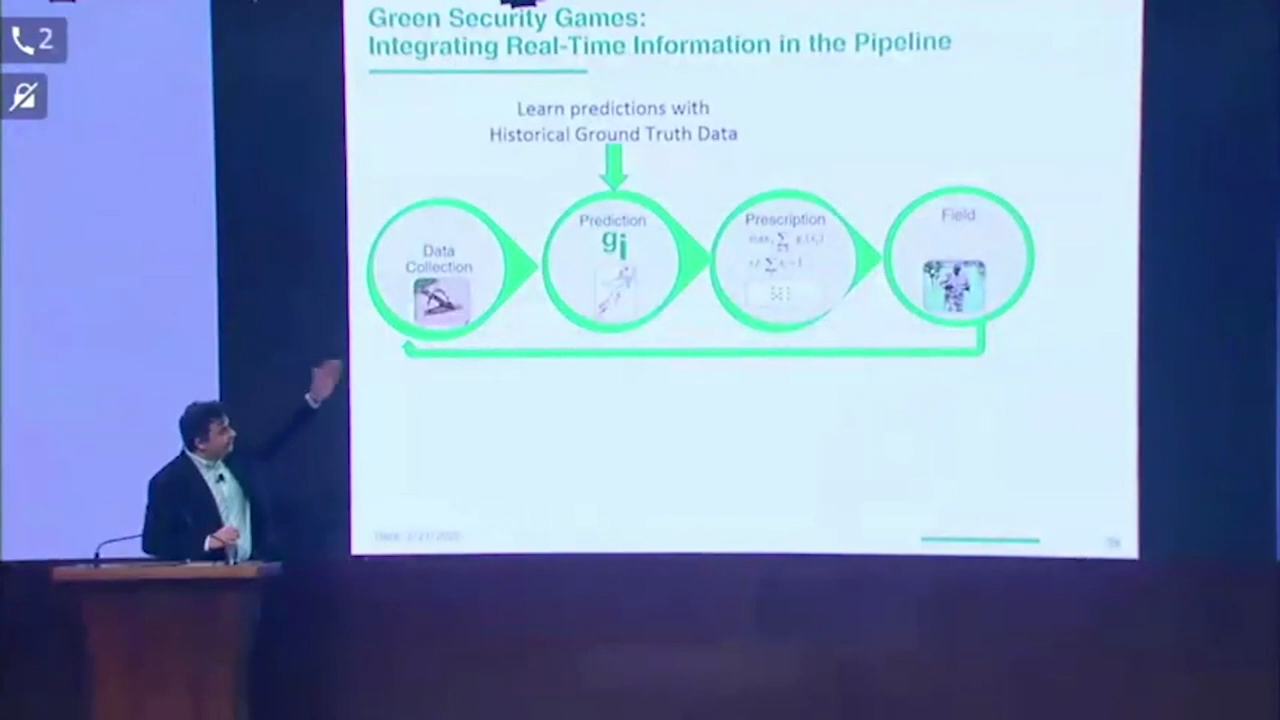 2
Green Security Games:
Integrating Real-Time Information in the Pipeline
Learn predictions with
Historical Ground Truth Data
Data
Collection
Prediction
gi
Prescription
Field